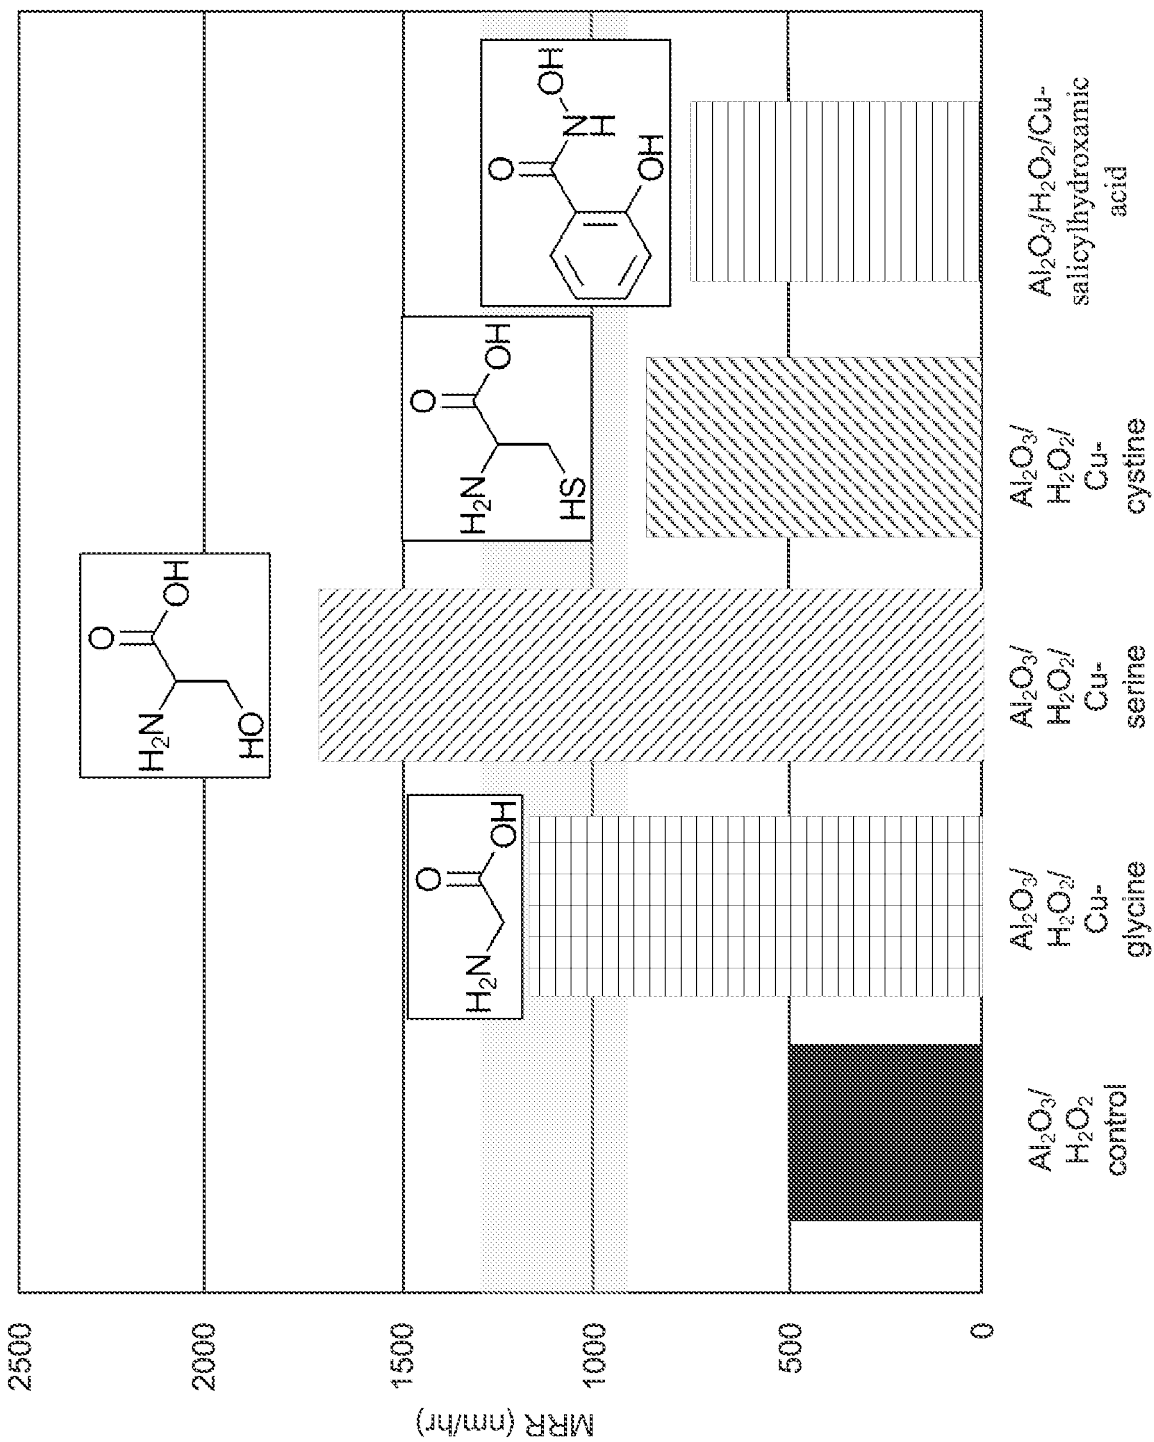 2500
2000
1500
1000
500
0
MRR (nm/hr)
O
H₂N
OH
O
H₂N
OH
HO
O
H₂N
OH
HS
O
N
H
OH
OH
Al₂O₃/
H₂O₂
control
Al₂O₃/
H₂O₂/
Cu-
glycine
Al₂O₃/
H₂O₂/
Cu-
serine
Al₂O₃/
H₂O₂/
Cu-
cystine
Al₂O₃/H₂O₂/Cu-
salicylhydroxamic
acid